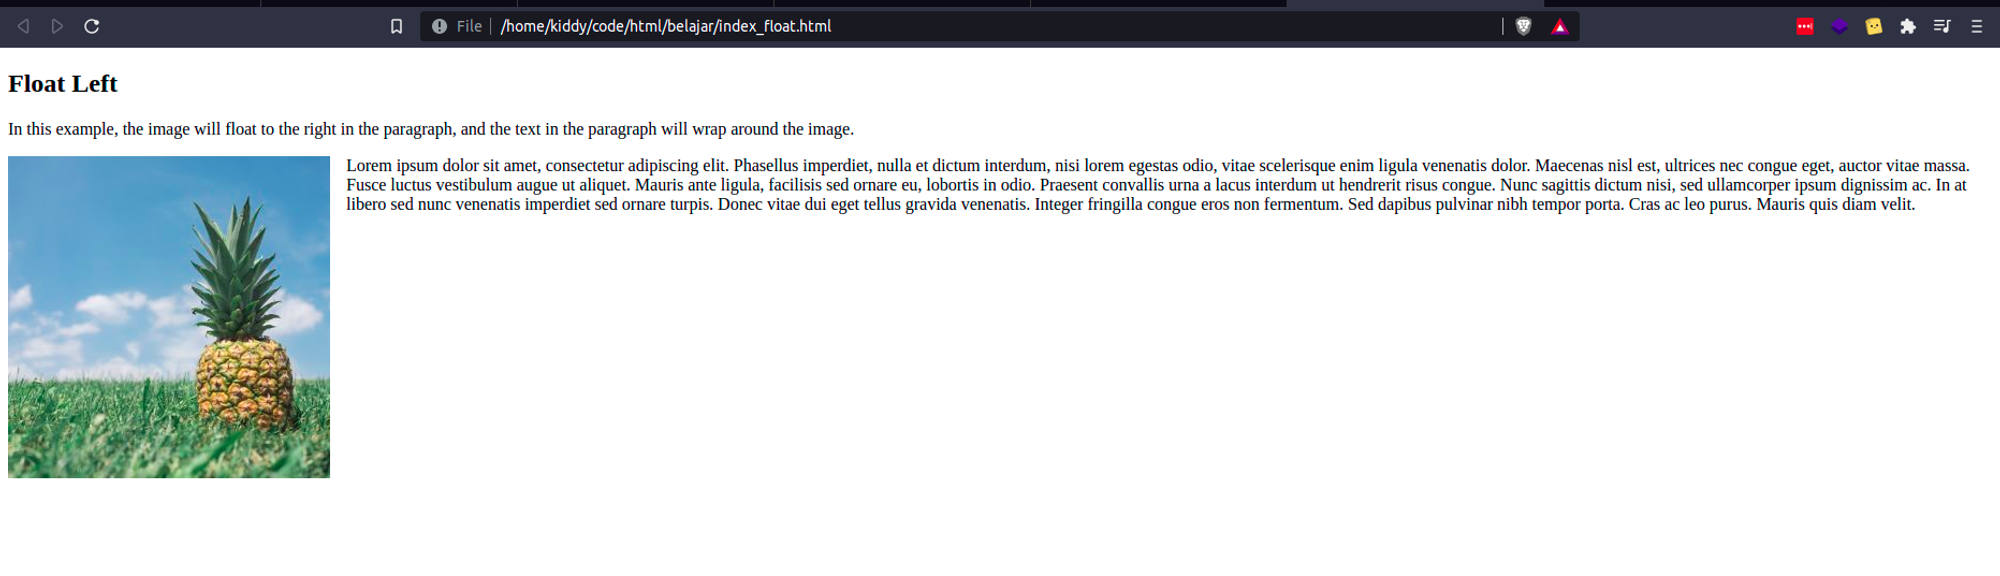 File
/home/kiddy/code/html/belajar/index_float.html
Float Left
In this example, the image will float to the right in the paragraph, and the text in the paragraph will wrap around the image.
Lorem ipsum dolor sit amet, consectetur adipiscing elit. Phasellus imperdiet, nulla et dictum interdum, nisi lorem egestas odio, vitae scelerisque enim ligula venenatis dolor. Maecenas nisl est, ultrices nec congue eget, auctor vitae massa.
Fusce luctus vestibulum augue ut aliquet. Mauris ante ligula, facilisis sed ornare eu, lobortis in odio. Praesent convallis urna a lacus interdum ut hendrerit risus congue. Nunc sagittis dictum nisi, sed ullamcorper ipsum dignissim ac. In at
libero sed nunc venenatis imperdiet sed ornare turpis. Donec vitae dui eget tellus gravida venenatis. Integer fringilla congue eros non fermentum. Sed dapibus pulvinar nibh tempor porta. Cras ac leo purus. Mauris quis diam velit.